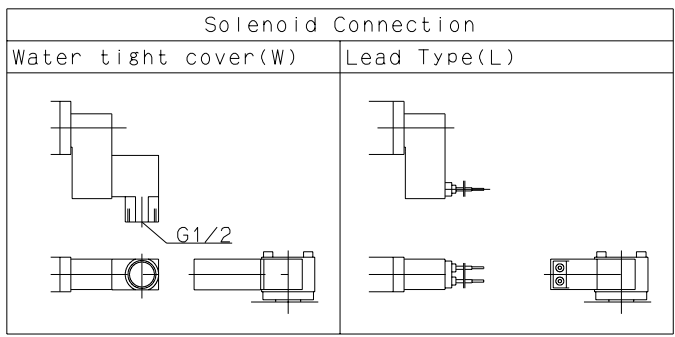 Solenoid Connection
Water tight cover(W)
Lead Type(L)
G1/2